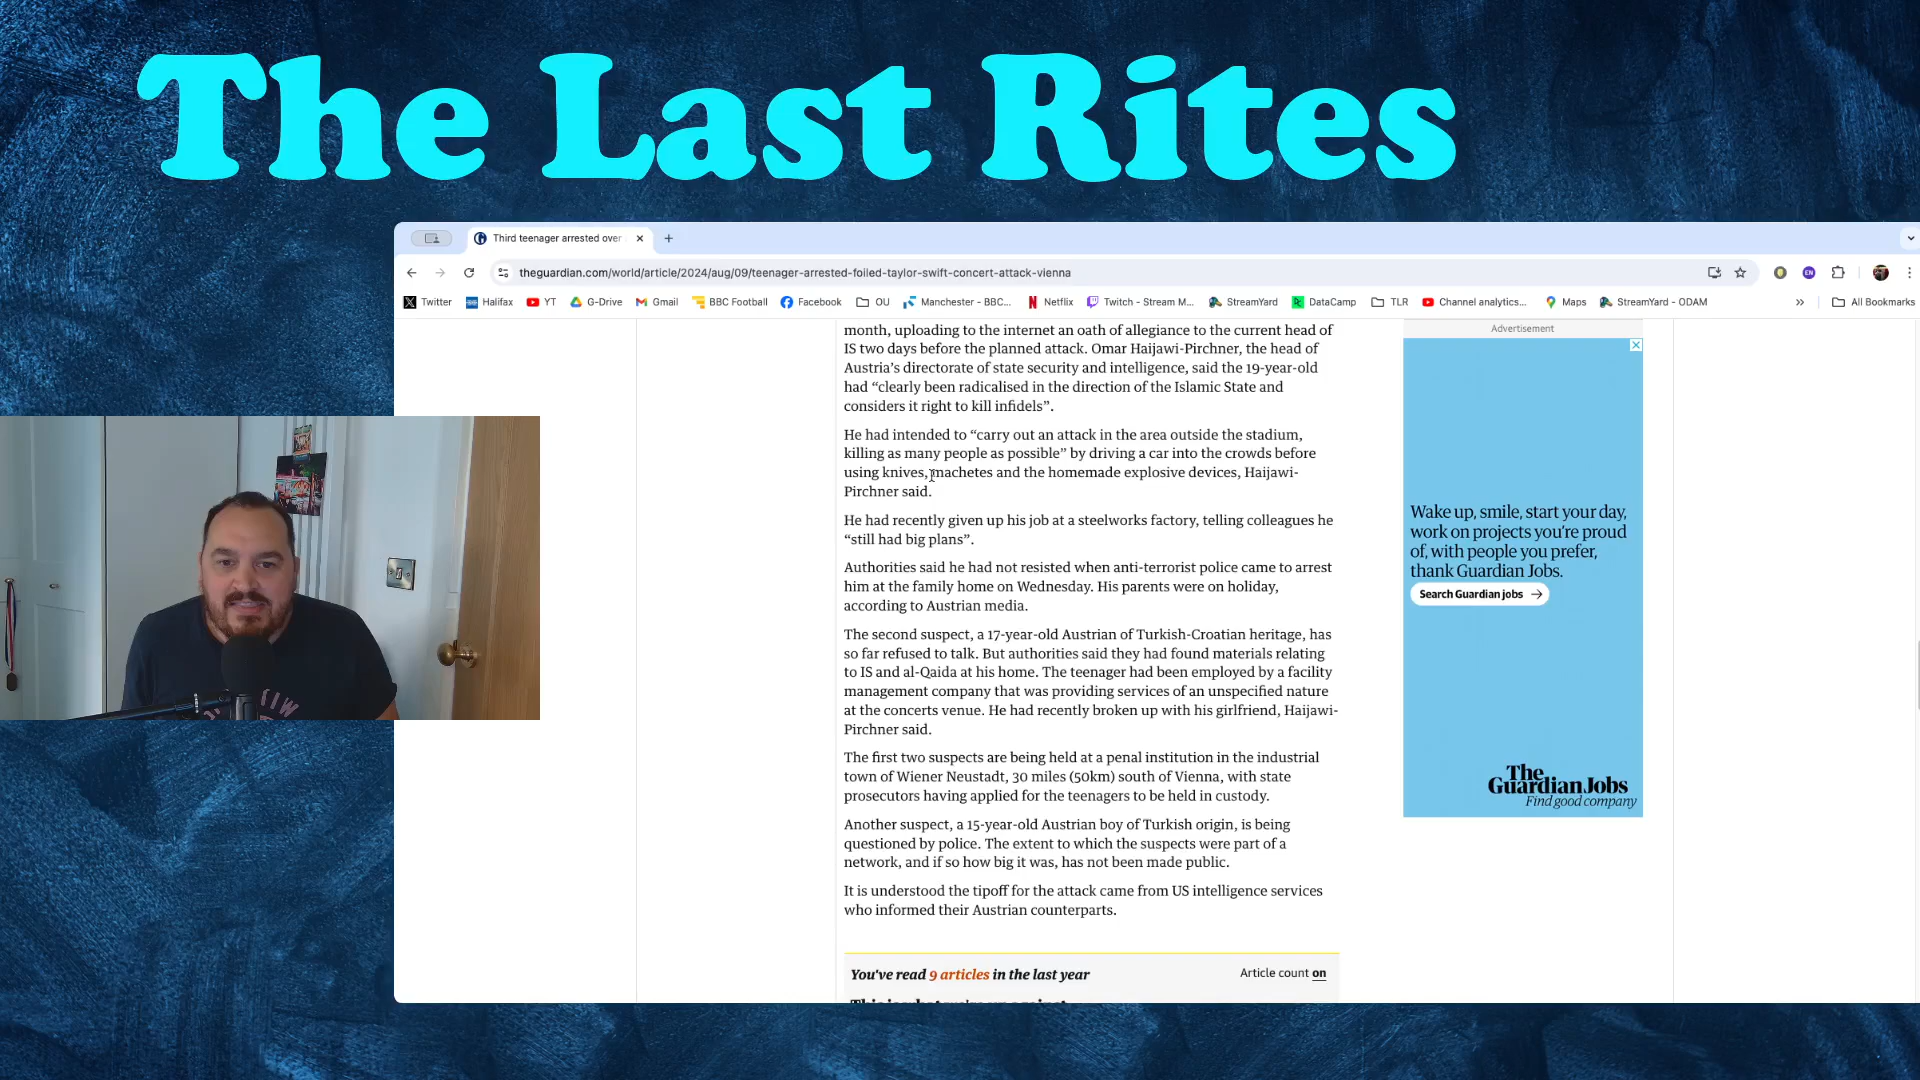 The Last Rites
Third teenager arrested over
theguardian.com/world/article/2024/aug/09/teenager-arrested-foiled-taylor-swift-concert-attack-vienna
Twitter Halifax YT G-Drive Gmail BBC Football Facebook OU Manchester - BBC... Netflix Twitch - Stream M... StreamYard DataCamp TLR Channel analytics... Maps StreamYard - ODAM » All Bookmarks
month, uploading to the internet an oath of allegiance to the current head of
IS two days before the planned attack. Omar Haijawi-Pirchner, the head of
Austria’s directorate of state security and intelligence, said the 19-year-old
had “clearly been radicalised in the direction of the Islamic State and
considers it right to kill infidels”.
He had intended to “carry out an attack in the area outside the stadium,
killing as many people as possible” by driving a car into the crowds before
using knives, machetes and the homemade explosive devices, Haijawi-
Pirchner said.
He had recently given up his job at a steelworks factory, telling colleagues he
“still had big plans”.
Authorities said he had not resisted when anti-terrorist police came to arrest
him at the family home on Wednesday. His parents were on holiday,
according to Austrian media.
The second suspect, a 17-year-old Austrian of Turkish-Croatian heritage, has
so far refused to talk. But authorities said they had found materials relating
to IS and al-Qaida at his home. The teenager had been employed by a facility
management company that was providing services of an unspecified nature
at the concerts venue. He had recently broken up with his girlfriend, Haijawi-
Pirchner said.
The first two suspects are being held at a penal institution in the industrial
town of Wiener Neustadt, 30 miles (50km) south of Vienna, with state
prosecutors having applied for the teenagers to be held in custody.
Another suspect, a 15-year-old Austrian boy of Turkish origin, is being
questioned by police. The extent to which the suspects were part of a
network, and if so how big it was, has not been made public.
It is understood the tipoff for the attack came from US intelligence services
who informed their Austrian counterparts.
You've read 9 articles in the last year
Article count on
Advertisement
Wake up, smile, start your day,
work on projects you’re proud
of, with people you prefer,
thank Guardian Jobs.
Search Guardian jobs
The
GuardianJobs
Find good company